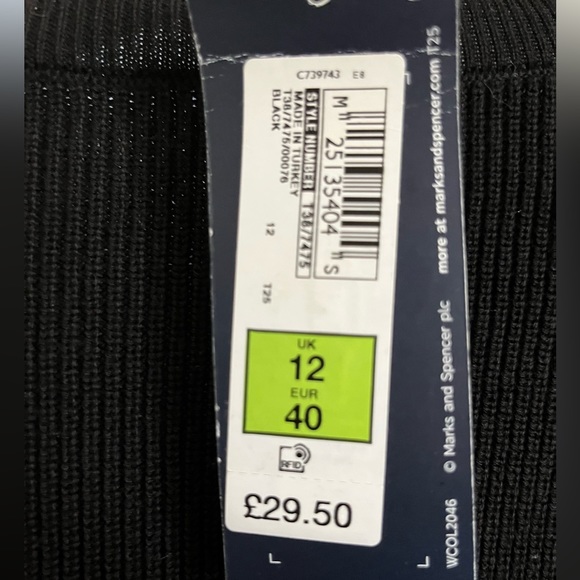 C739743 E8
M" 25135404 "S
STYLE NUMBER T38/7475
MADE IN TURKEY
T38/7475/00076
BLACK
12
T25
UK
12
EUR
40
RFID
£29.50
WCOL2046 © Marks and Spencer plc more at marksandspencer.com T25